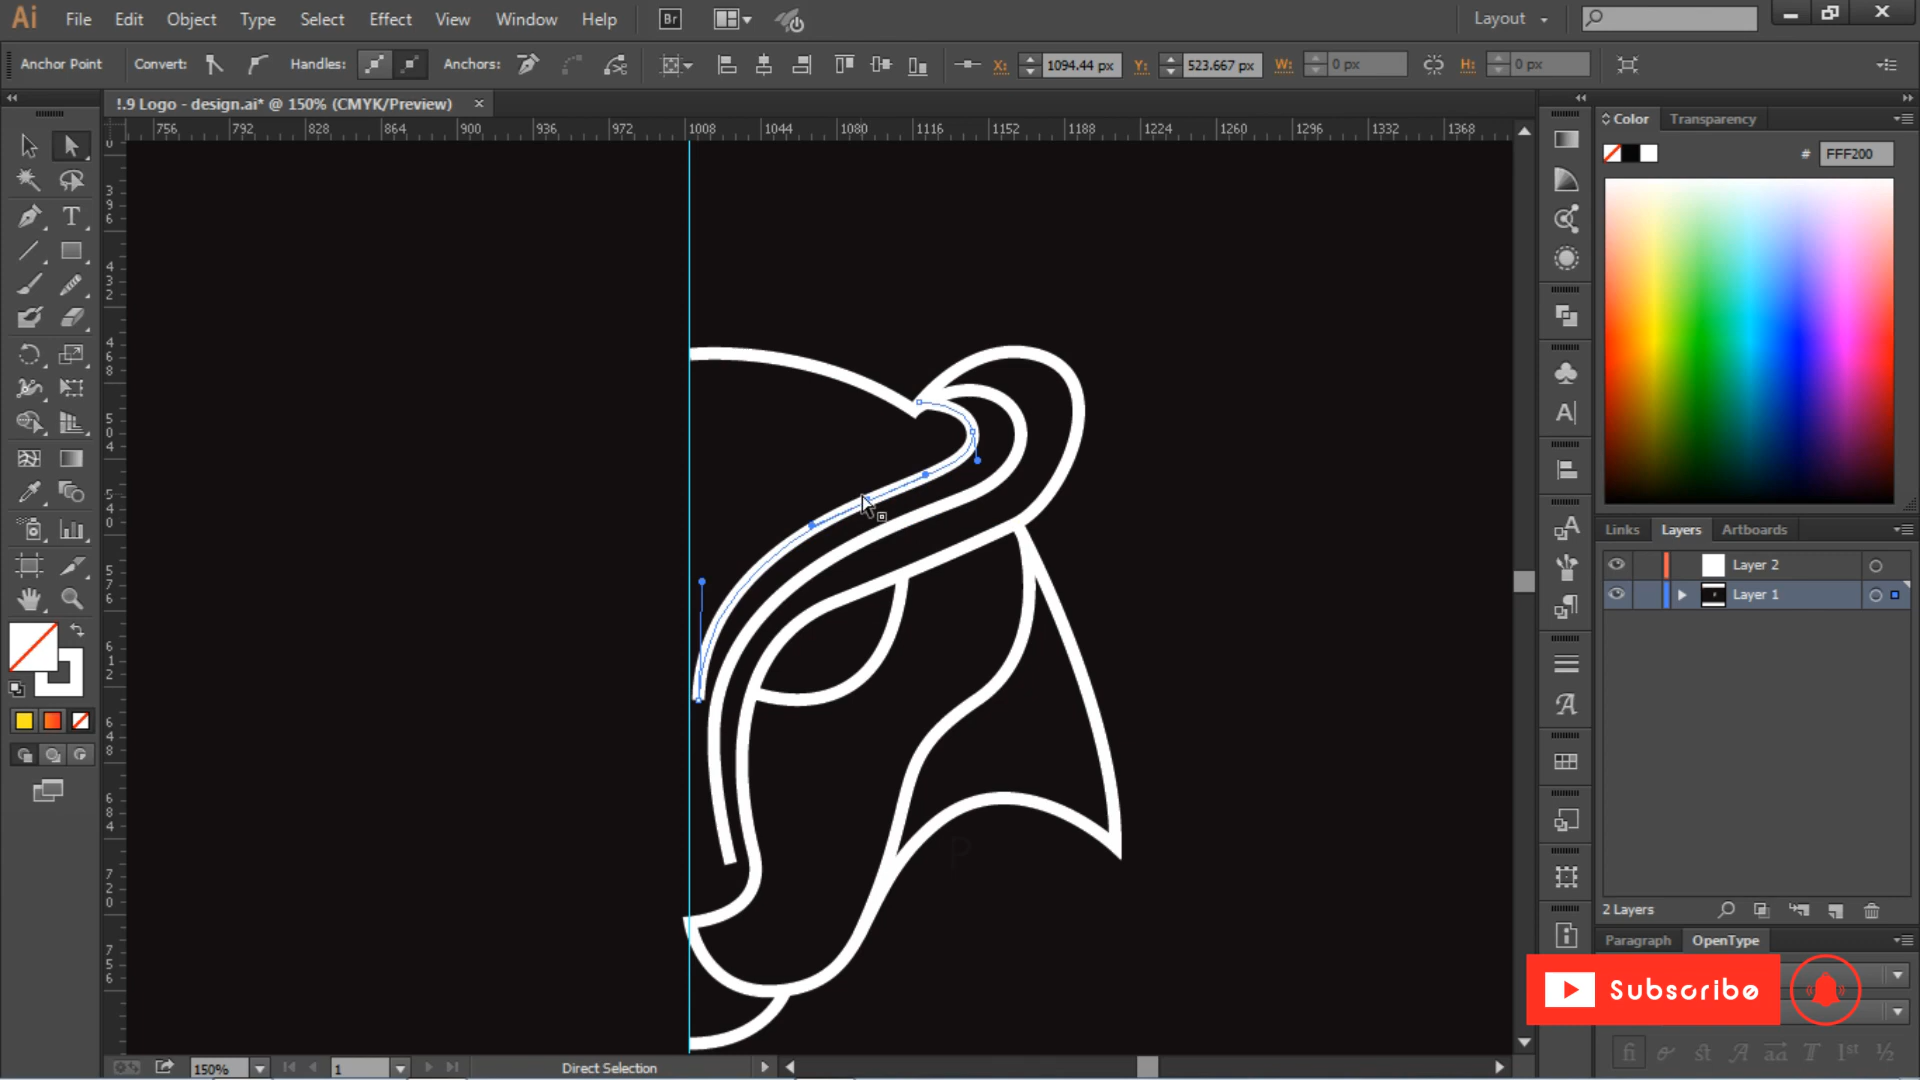 Ai File Edit Object Type Select Effect View Window Help Br Layout
Anchor Point Convert: Handles: Anchors: X: 1094.44 px Y: 523.667 px W: 0 px H: 0 px
!.9 Logo - design.ai* @ 150% (CMYK/Preview) ×
756 792 828 864 900 936 972 1008 1044 1080 1116 1152 1188 1224 1260 1296 1332 1368
Color Transparency
# FFF200
Links Layers Artboards
Layer 2
Layer 1
2 Layers
Paragraph OpenType
Subscribe
150% 1 Direct Selection